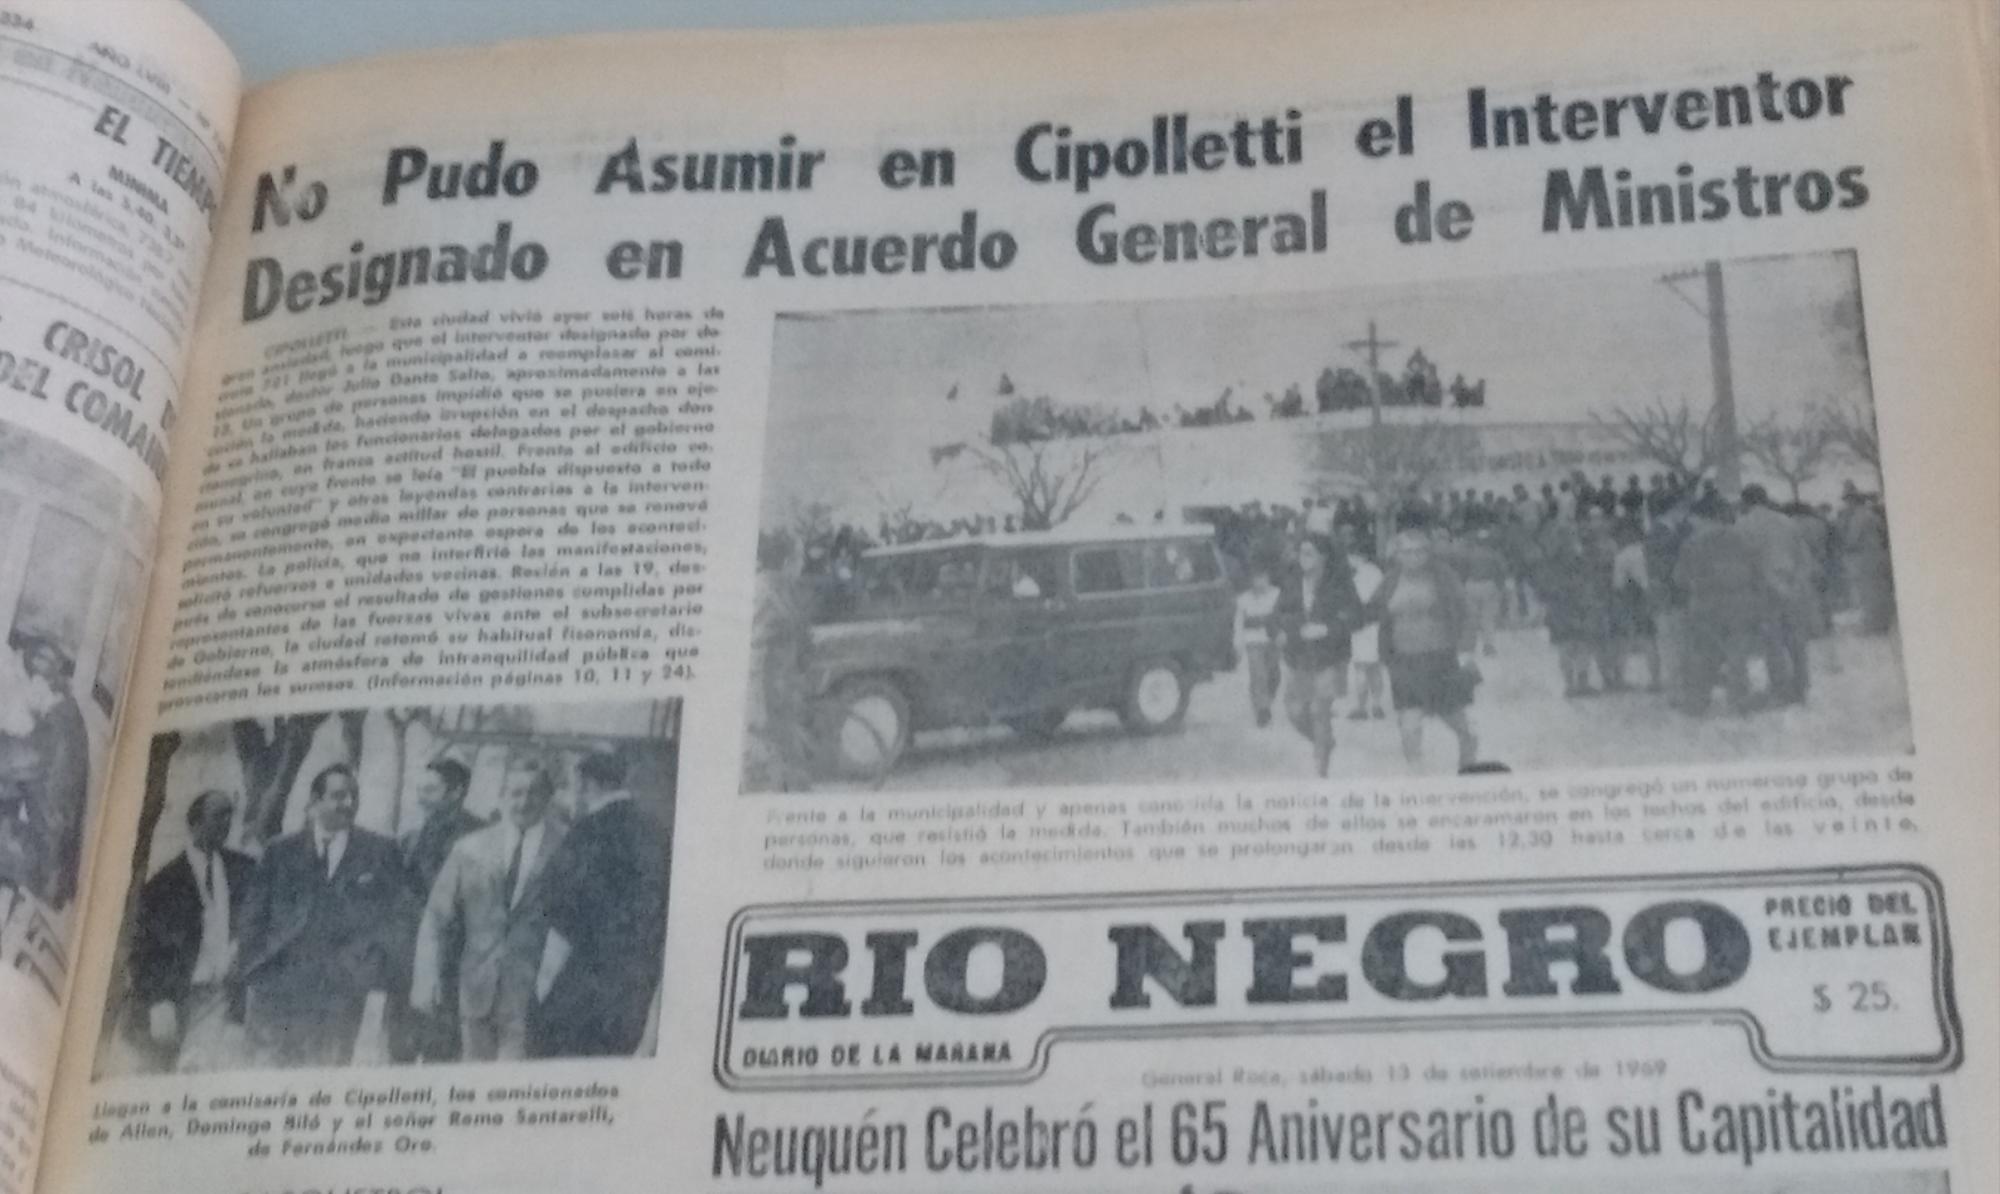 334 AÑO LVIII — Nº
EL TIEMPO
MINIMA
A las 5.40, 13º
CRISOL
DEL COMAN
No Pudo Asumir en Cipolletti el Interventor
Designado en Acuerdo General de Ministros
CIPOLLETTI — Esta ciudad vivió ayer seis horas de
gran ansiedad, luego que el interventor designado por de-
creto 721 llegó a la municipalidad a reemplazar al comi-
sionado, doctor Julio Dante Salto, aproximadamente a las
13. Un grupo de personas impidió que se pusiera en eje-
cución la medida, haciendo irrupción en el despacho don-
de se hallaban los funcionarios delegados por el gobierno
rionegrino, en franca actitud hostil. Frente al edificio co-
munal, en cuyo frente se leía "El pueblo dispuesto a todo
en su voluntad" y otras leyendas contrarias a la interven-
ción, se congregó medio millar de personas que se renovó
permanentemente, en expectante espera de los aconteci-
mientos. La policía, que no interfirió las manifestaciones,
solicitó refuerzos a unidades vecinas. Recién a las 19, des-
pués de conocerse el resultado de gestiones cumplidas por
representantes de las fuerzas vivas ante el subsecretario
de Gobierno, la ciudad retomó su habitual fisonomía, di-
tendiéndose la atmósfera de intranquilidad pública que
provocaron los sucesos. (Información páginas 10, 11 y 24).
Frente a la municipalidad y apenas conocida la noticia de la intervención, se congregó un numeroso grupo de
personas, que resistió la medida. También muchos de ellos se encaramaron en los techos del edificio, desde
donde siguieron los acontecimientos que se prolongaron desde las 12,30 hasta cerca de las veinte.
Llegan a la comisaría de Cipolletti, los comisionados
de Allen, Domingo Biló y el señor Remo Santarelli,
de Fernández Oro.
RIO NEGRO
PRECIO DEL
EJEMPLAR
$ 25.
DIARIO DE LA MAÑANA
General Roca, sábado 13 de setiembre de 1969
Neuquén Celebró el 65 Aniversario de su Capitalidad